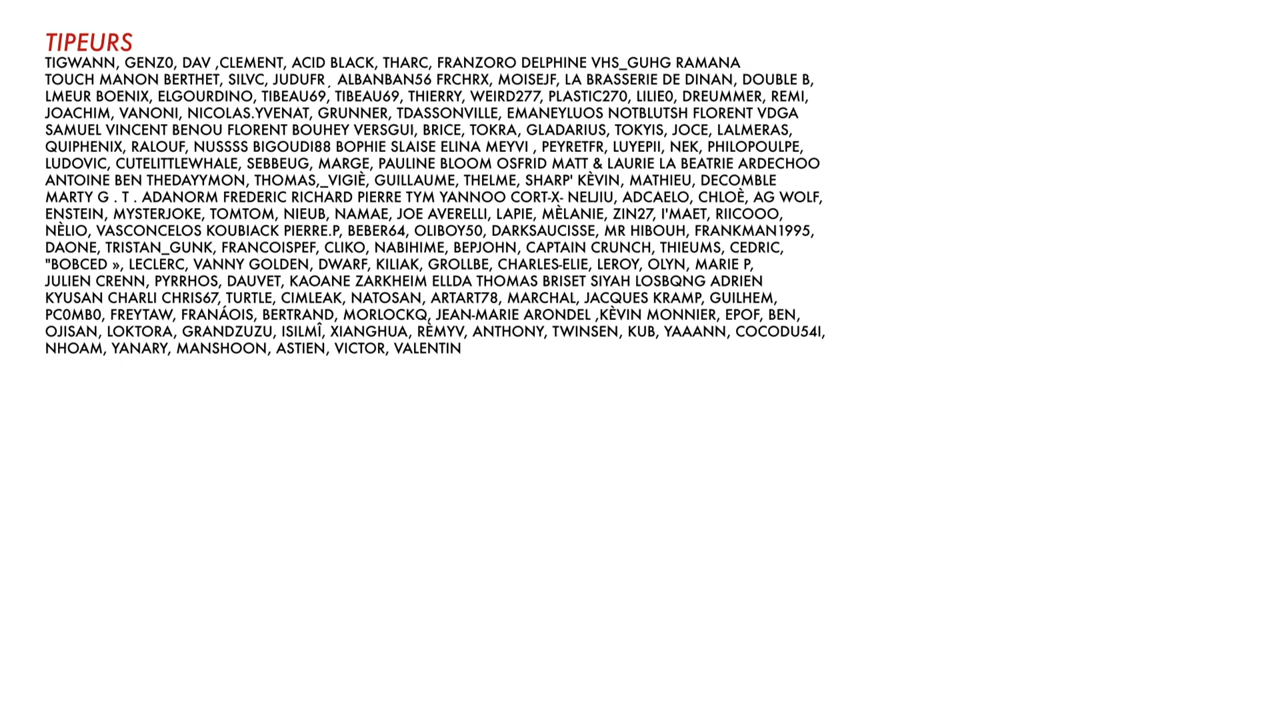 TIPEURS
TIGWANN, GENZ0, DAV ,CLEMENT, ACID BLACK, THARC, FRANZORO DELPHINE VHS_GUHG RAMANA
TOUCH MANON BERTHET, SILVC, JUDUFR¸ ALBANBAN56 FRCHRX, MOISEJF, LA BRASSERIE DE DINAN, DOUBLE B,
LMEUR BOENIX, ELGOURDINO, TIBEAU69, TIBEAU69, THIERRY, WEIRD277, PLASTIC270, LILIE0, DREUMMER, REMI,
JOACHIM, VANONI, NICOLAS.YVENAT, GRUNNER, TDASSONVILLE, EMANEYLUOS NOTBLUTSH FLORENT VDGA
SAMUEL VINCENT BENOU FLORENT BOUHEY VERSGUI, BRICE, TOKRA, GLADARIUS, TOKYIS, JOCE, LALMERAS,
QUIPHENIX, RALOUF, NUSSSS BIGOUDI88 BOPHIE SLAISE ELINA MEYVI , PEYRETFR, LUYEPII, NEK, PHILOPOULPE,
LUDOVIC, CUTELITTLEWHALE, SEBBEUG, MARGE, PAULINE BLOOM OSFRID MATT & LAURIE LA BEATRIE ARDECHOO
ANTOINE BEN THEDAYYMON, THOMAS,_VIGIÈ, GUILLAUME, THELME, SHARP' KÈVIN, MATHIEU, DECOMBLE
MARTY G . T . ADANORM FREDERIC RICHARD PIERRE TYM YANNOO CORT-X- NELJIU, ADCAELO, CHLOÈ, AG WOLF,
ENSTEIN, MYSTERJOKE, TOMTOM, NIEUB, NAMAE, JOE AVERELLI, LAPIE, MÈLANIE, ZIN27, I'MAET, RIICOOO,
NÈLIO, VASCONCELOS KOUBIACK PIERRE.P, BEBER64, OLIBOY50, DARKSAUCISSE, MR HIBOUH, FRANKMAN1995,
DAONE, TRISTAN_GUNK, FRANCOISPEF, CLIKO, NABIHIME, BEPJOHN, CAPTAIN CRUNCH, THIEUMS, CEDRIC,
"BOBCED », LECLERC, VANNY GOLDEN, DWARF, KILIAK, GROLLBE, CHARLES-ELIE, LEROY, OLYN, MARIE P,
JULIEN CRENN, PYRRHOS, DAUVET, KAOANE ZARKHEIM ELLDA THOMAS BRISET SIYAH LOSBQNG ADRIEN
KYUSAN CHARLI CHRIS67, TURTLE, CIMLEAK, NATOSAN, ARTART78, MARCHAL, JACQUES KRAMP, GUILHEM,
PC0MB0, FREYTAW, FRANÁOIS, BERTRAND, MORLOCKQ, JEAN-MARIE ARONDEL ,KÈVIN MONNIER, EPOF, BEN,
OJISAN, LOKTORA, GRANDZUZU, ISILMÎ, XIANGHUA, RÈMYV, ANTHONY, TWINSEN, KUB, YAAANN, COCODU54I,
NHOAM, YANARY, MANSHOON, ASTIEN, VICTOR, VALENTIN